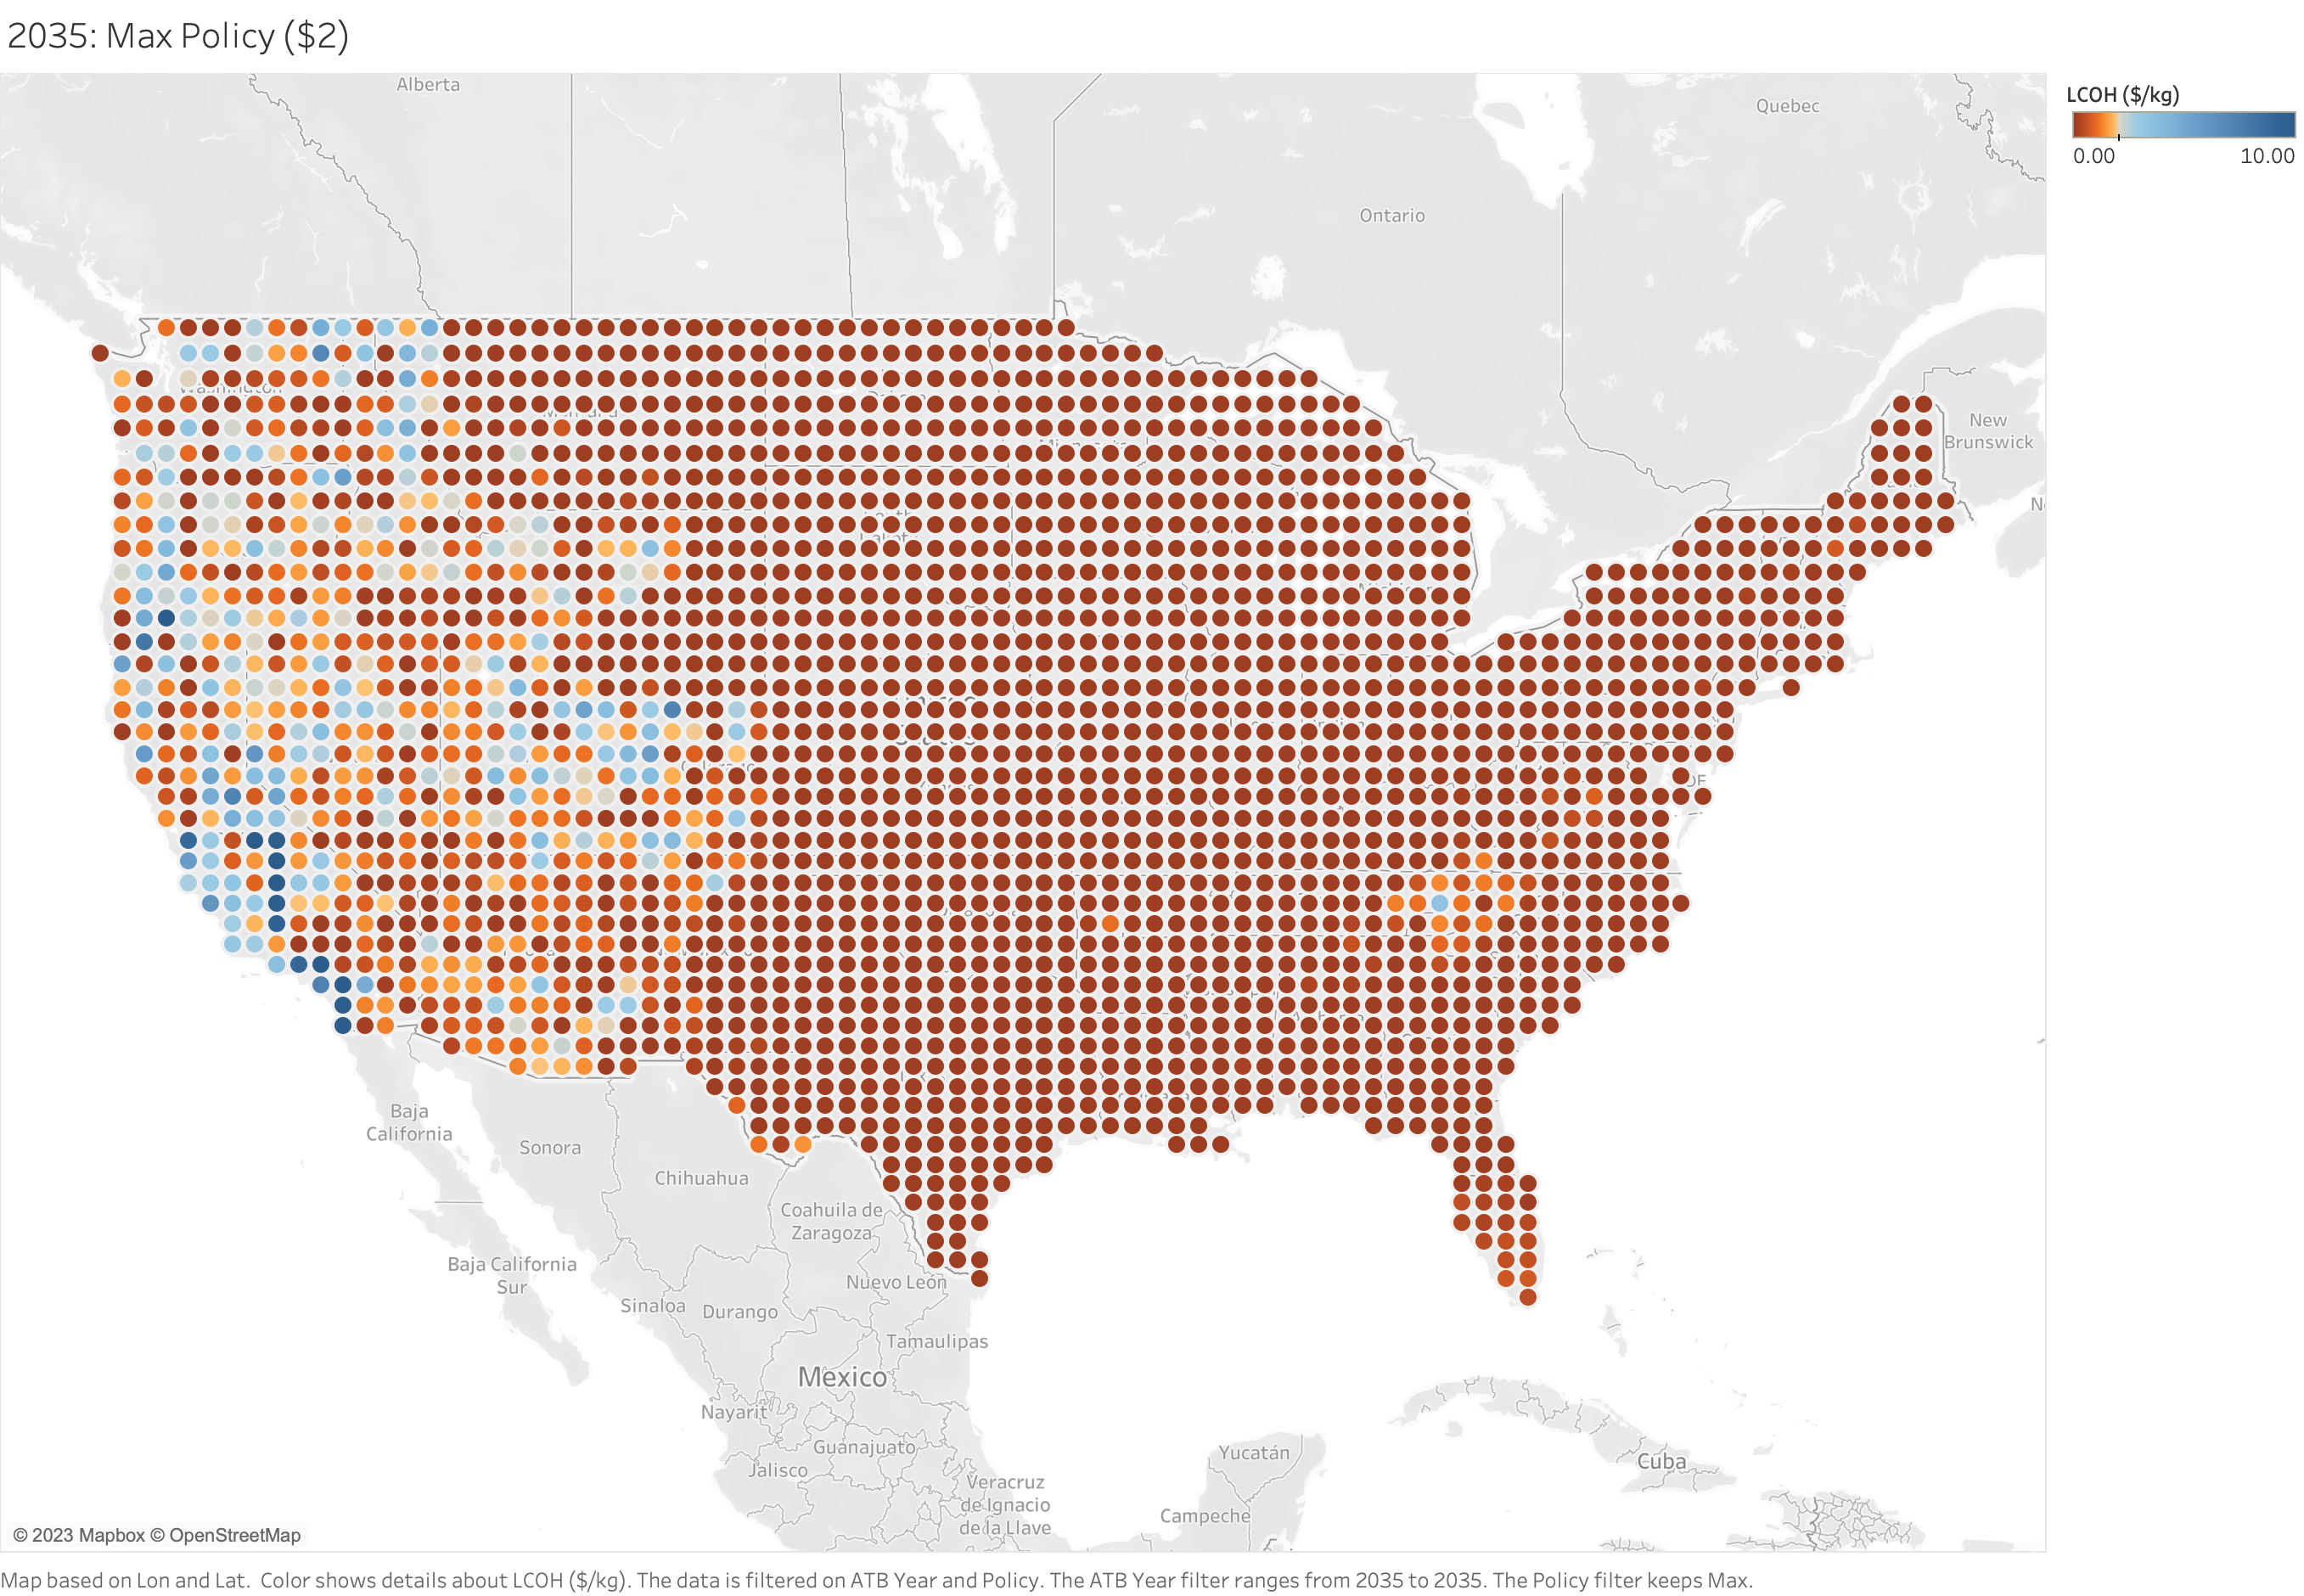 2035: Max Policy ($2)
LCOH ($/kg)
0.00 10.00
Alberta
Quebec
Ontario
New
Brunswick
Washington
DE
Baja
California
Sonora
Chihuahua
Coahuila de
Zaragoza
Baja California
Sur
Nuevo León
Sinaloa
Durango
Tamaulipas
Mexico
Nayarit
Guanajuato
Yucatán
Cuba
Jalisco
Veracruz
de Ignacio
de la Llave
Campeche
© 2023 Mapbox © OpenStreetMap
Map based on Lon and Lat. Color shows details about LCOH ($/kg). The data is filtered on ATB Year and Policy. The ATB Year filter ranges from 2035 to 2035. The Policy filter keeps Max.